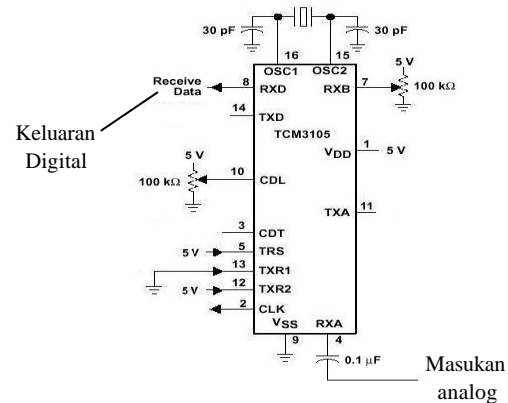 30 pF
30 pF
16
15
OSC1
OSC2
5 V
Receive
Data
8
RXD
RXB
7
100 kΩ
14
TXD
TCM3105
Keluaran
Digital
5 V
VDD
1
5 V
100 kΩ
10
CDL
TXA
11
3
CDT
5 V
5
TRS
13
TXR1
5 V
12
TXR2
2
CLK
VSS
RXA
9
4
0.1 µF
Masukan
analog